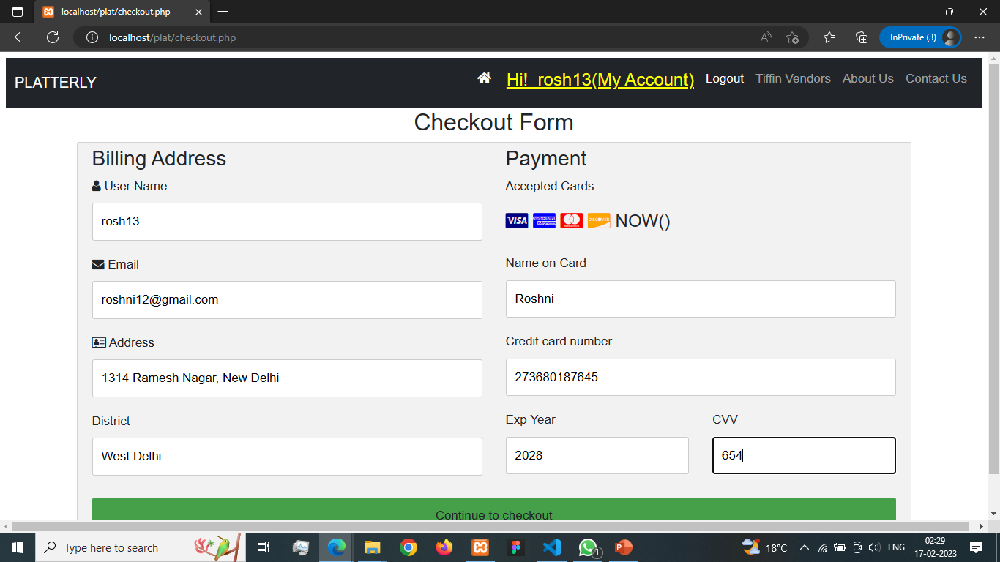 localhost/plat/checkout.php
localhost/plat/checkout.php
InPrivate (3)
PLATTERLY
Hi! rosh13(My Account)
Logout
Tiffin Vendors
About Us
Contact Us
Checkout Form
Billing Address
User Name
rosh13
Email
roshni12@gmail.com
Address
1314 Ramesh Nagar, New Delhi
District
West Delhi
Payment
Accepted Cards
VISA AMERICAN EXPRESS DISCOVER NOW()
Name on Card
Roshni
Credit card number
273680187645
Exp Year
2028
CVV
654
Continue to checkout
Type here to search
1
18°C
ENG
02:29
17-02-2023